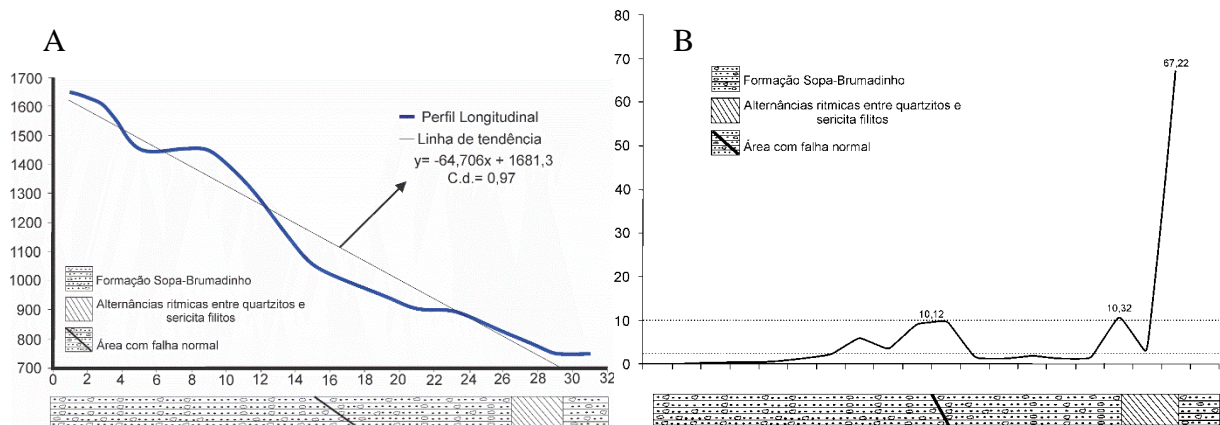 A
1700
1600
1500
1400
1300
1200
1100
1000
900
800
700
0 2 4 6 8 10 12 14 16 18 20 22 24 26 28 30 32
Perfil Longitudinal
Linha de tendência
y= -64,706x + 1681,3
C.d.= 0,97
Formação Sopa-Brumadinho
Alternâncias ritmicas entre quartzitos e
sericita filitos
Área com falha normal
B
80
70
60
50
40
30
20
10
0
67,22
10,12
10,32
Formação Sopa-Brumadinho
Alternâncias ritmicas entre quartzitos e
sericita filitos
Área com falha normal